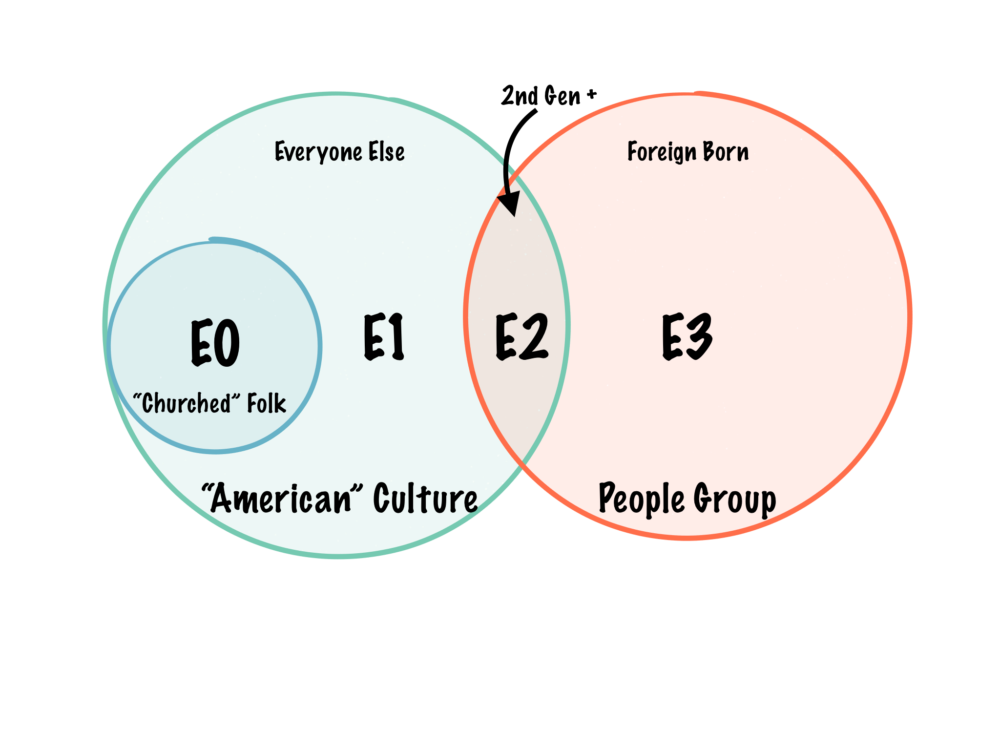 2nd Gen +
Everyone Else
Foreign Born
E0
E1
E2
E3
“Churched” Folk
“American” Culture
People Group